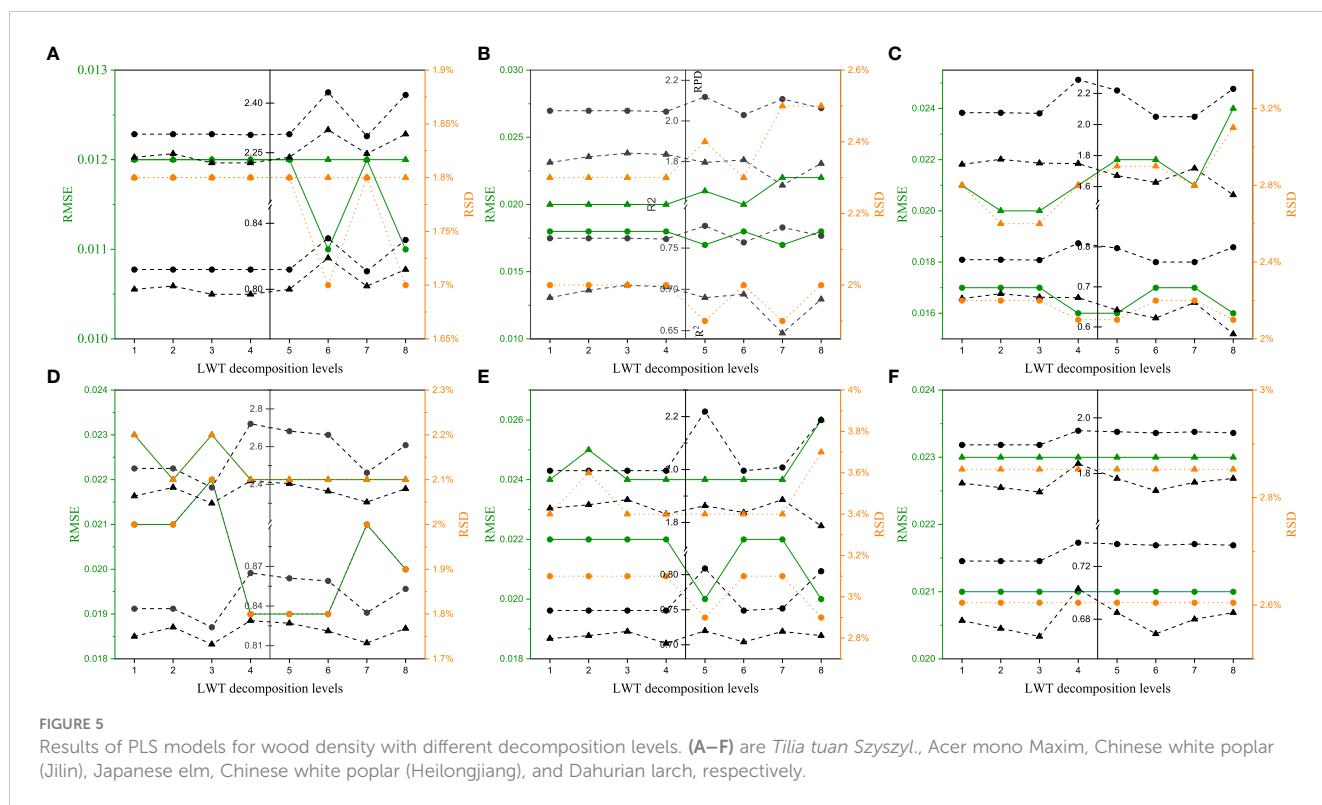 A
B
C
0.013
0.012
0.011
0.010
RMSE
2.40
2.25
0.84
0.80
1.9%
1.85%
1.8%
1.75%
1.7%
1.65%
RSD
1 2 3 4 5 6 7 8
LWT decomposition levels
0.030
0.025
0.020
0.015
0.010
RMSE
RPD
2.2
2.0
1.6
R2
0.75
0.70
0.65
R²
2.6%
2.4%
2.2%
2%
RSD
1 2 3 4 5 6 7 8
LWT decomposition levels
0.024
0.022
0.020
0.018
0.016
RMSE
2.2
2.0
1.8
1.6
0.8
0.7
0.6
3.2%
2.8%
2.4%
2%
RSD
1 2 3 4 5 6 7 8
LWT decomposition levels
D
E
F
0.024
0.023
0.022
0.021
0.020
0.019
0.018
RMSE
2.8
2.6
2.4
0.87
0.84
0.81
2.3%
2.2%
2.1%
2%
1.9%
1.8%
1.7%
RSD
1 2 3 4 5 6 7 8
LWT decomposition levels
0.026
0.024
0.022
0.020
0.018
RMSE
2.2
2.0
1.8
0.80
0.75
0.70
4%
3.8%
3.6%
3.4%
3.2%
3%
2.8%
RSD
1 2 3 4 5 6 7 8
LWT decomposition levels
0.024
0.023
0.022
0.021
0.020
RMSE
2.0
1.8
0.72
0.68
3%
2.8%
2.6%
RSD
1 2 3 4 5 6 7 8
LWT decomposition levels
FIGURE 5
Results of PLS models for wood density with different decomposition levels. (A–F) are Tilia tuan Szyszyl., Acer mono Maxim, Chinese white poplar
(Jilin), Japanese elm, Chinese white poplar (Heilongjiang), and Dahurian larch, respectively.